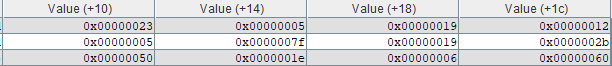 Value (+10) Value (+14) Value (+18) Value (+1c)
0x00000023 0x00000005 0x00000019 0x00000012
0x00000005 0x0000007f 0x00000019 0x0000002b
0x00000050 0x0000001e 0x00000006 0x00000060